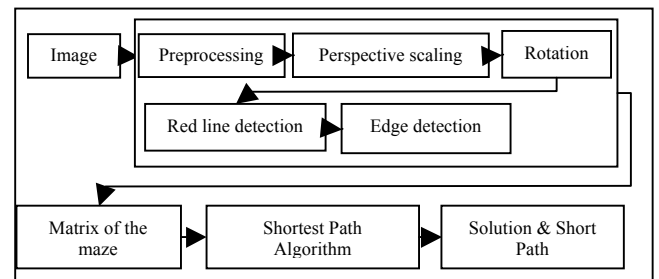 Image
Preprocessing
Perspective scaling
Rotation
Red line detection
Edge detection
Matrix of the
maze
Shortest Path
Algorithm
Solution & Short
Path